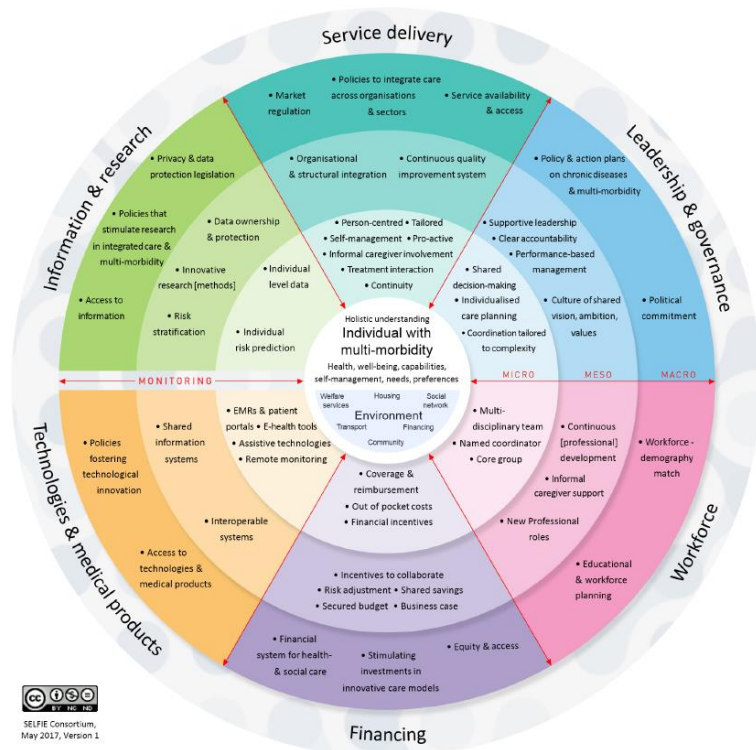 Service delivery
• Market
regulation
• Policies to integrate care
across organisations
& sectors
• Service availability
& access
• Organisational
& structural integration
• Continuous quality
improvement system
• Person-centred • Tailored
• Self-management • Pro-active
• Informal caregiver involvement
• Treatment interaction
• Continuity
Leadership & governance
• Policy & action plans
on chronic diseases
& multi-morbidity
• Political
commitment
• Supportive leadership
• Clear accountability
• Performance-based
management
• Culture of shared
vision, ambition,
values
• Shared
decision-making
• Individualised
care planning
• Coordination tailored
to complexity
Information & research
• Privacy & data
protection legislation
• Policies that
stimulate research
in integrated care &
multi-morbidity
• Access to
information
• Data ownership
& protection
• Innovative
research [methods]
• Risk
stratification
• Individual
level data
• Individual
risk prediction
Holistic understanding
Individual with
multi-morbidity
Health, well-being, capabilities,
self-management, needs, preferences
Welfare
services
Housing
Social
network
Environment
Transport
Financing
Community
MONITORING
MICRO
MESO
MACRO
Technologies & medical products
• Policies
fostering
technological
innovation
• Access to
technologies &
medical products
• Shared
information
systems
• Interoperable
systems
• EMRs & patient
portals • E-health tools
• Assistive technologies
• Remote monitoring
Workforce
• Multi-
disciplinary team
• Named coordinator
• Core group
• Continuous
[professional]
development
• Informal
caregiver support
• New Professional
roles
• Workforce -
demography
match
• Educational
& workforce
planning
• Coverage &
reimbursement
• Out of pocket costs
• Financial incentives
• Incentives to collaborate
• Risk adjustment • Shared savings
• Secured budget • Business case
• Financial
system for health-
& social care
• Stimulating
investments in
innovative care models
• Equity & access
Financing
cc
BY NC ND
SELFIE Consortium,
May 2017, Version 1